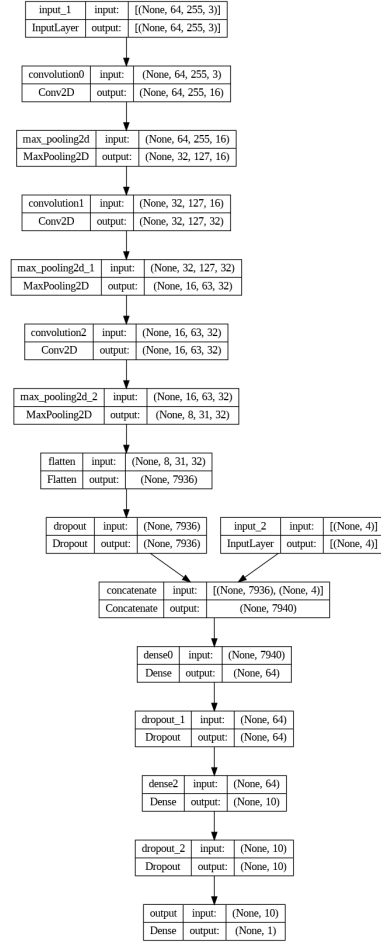 input_1 input: [(None, 64, 255, 3)]
InputLayer output: [(None, 64, 255, 3)]
convolution0 input: (None, 64, 255, 3)
Conv2D output: (None, 64, 255, 16)
max_pooling2d input: (None, 64, 255, 16)
MaxPooling2D output: (None, 32, 127, 16)
convolution1 input: (None, 32, 127, 16)
Conv2D output: (None, 32, 127, 32)
max_pooling2d_1 input: (None, 32, 127, 32)
MaxPooling2D output: (None, 16, 63, 32)
convolution2 input: (None, 16, 63, 32)
Conv2D output: (None, 16, 63, 32)
max_pooling2d_2 input: (None, 16, 63, 32)
MaxPooling2D output: (None, 8, 31, 32)
flatten input: (None, 8, 31, 32)
Flatten output: (None, 7936)
dropout input: (None, 7936) input_2 input: [(None, 4)]
Dropout output: (None, 7936) InputLayer output: [(None, 4)]
concatenate input: [(None, 7936), (None, 4)]
Concatenate output: (None, 7940)
dense0 input: (None, 7940)
Dense output: (None, 64)
dropout_1 input: (None, 64)
Dropout output: (None, 64)
dense2 input: (None, 64)
Dense output: (None, 10)
dropout_2 input: (None, 10)
Dropout output: (None, 10)
output input: (None, 10)
Dense output: (None, 1)